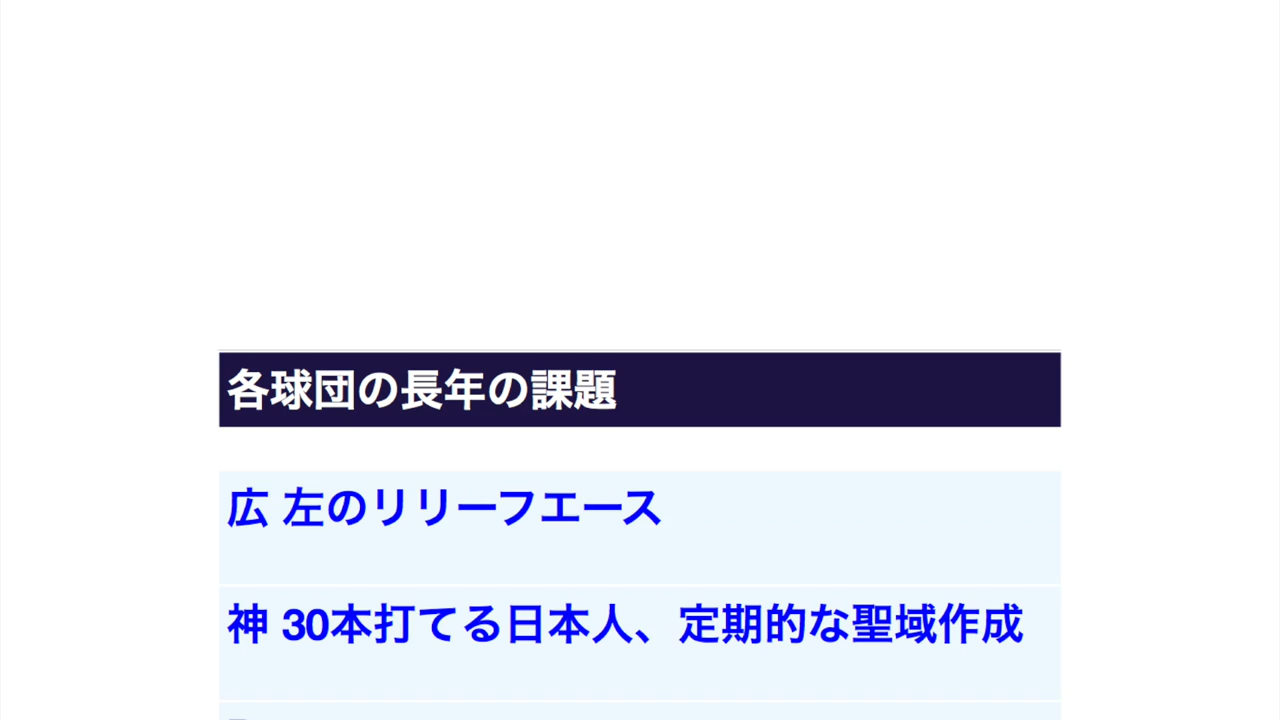 各球団の長年の課題
広 左のリリーフエース
神 30本打てる日本人、定期的な聖域作成